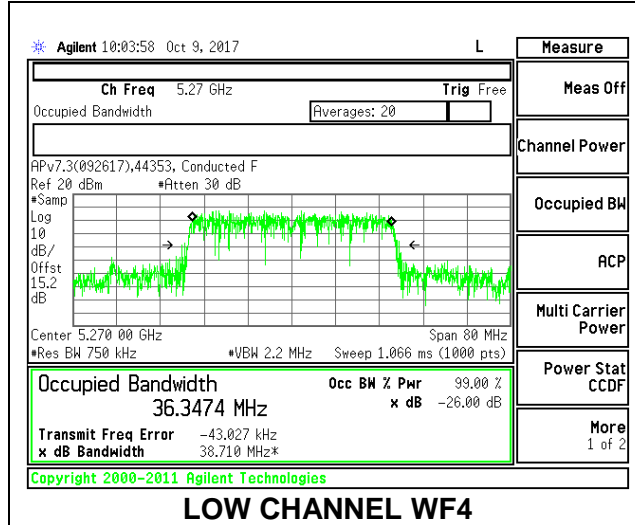 Agilent 10:03:58 Oct 9, 2017 L Measure
Ch Freq 5.27 GHz Trig Free Meas Off
Occupied Bandwidth Averages: 20
Channel Power
APv7.3(092617),44353, Conducted F
Ref 20 dBm #Atten 30 dB
#Samp Occupied BW
Log
10
dB/ ACP
Offst
15.2
dB
Multi Carrier
Power
Center 5.270 00 GHz Span 80 MHz
#Res BW 750 kHz #VBW 2.2 MHz Sweep 1.066 ms (1000 pts)
Power Stat
CCDF
Occupied Bandwidth Occ BW % Pwr 99.00 %
36.3474 MHz x dB -26.00 dB
Transmit Freq Error -43.027 kHz More
x dB Bandwidth 38.710 MHz* 1 of 2
Copyright 2000-2011 Agilent Technologies
LOW CHANNEL WF4